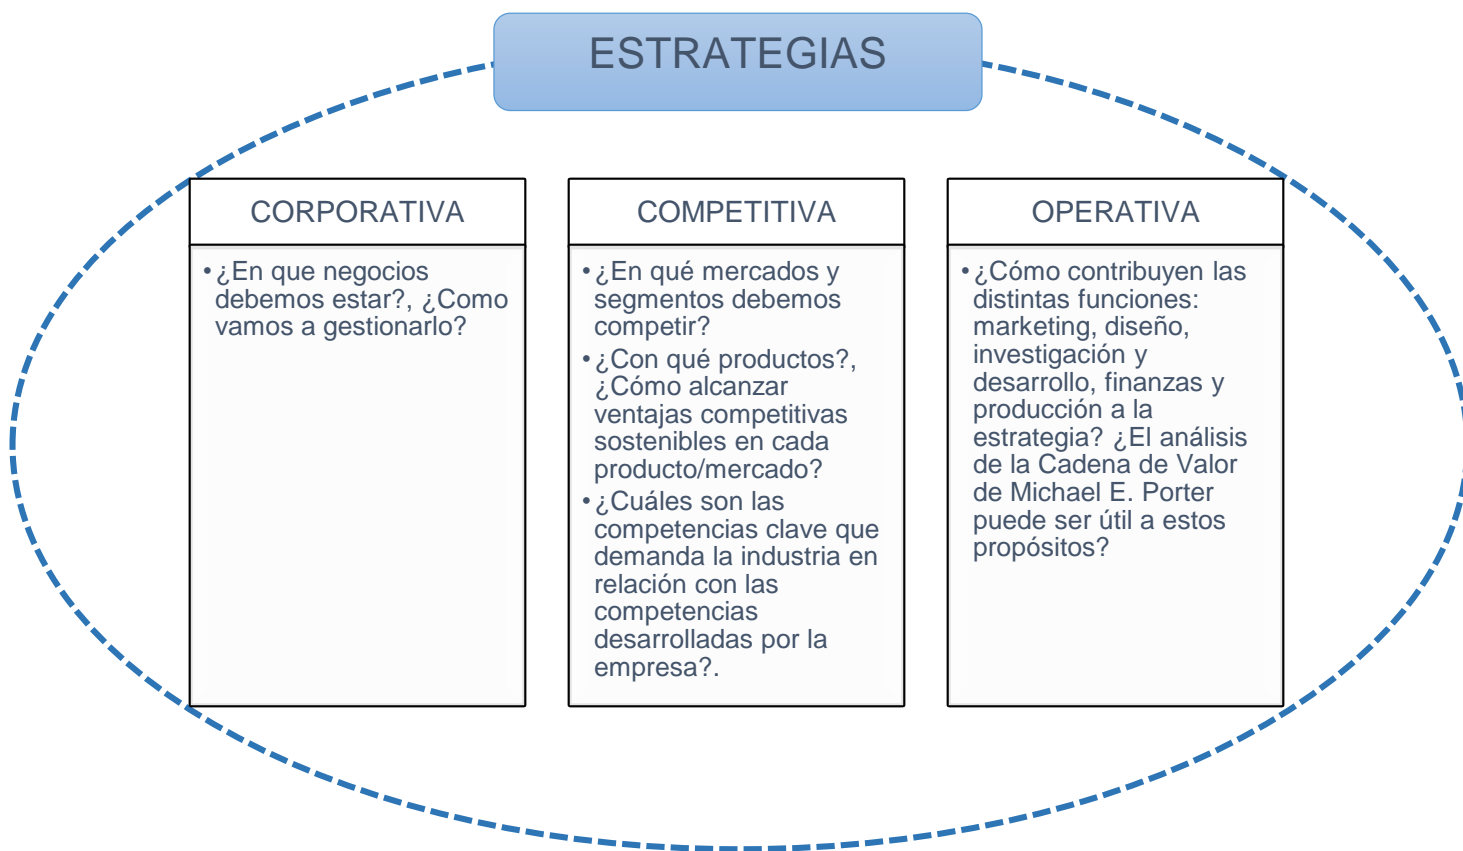 ESTRATEGIAS
CORPORATIVA
•¿En que negocios
debemos estar?, ¿Como
vamos a gestionarlo?
COMPETITIVA
•¿En qué mercados y
segmentos debemos
competir?
•¿Con qué productos?,
¿Cómo alcanzar
ventajas competitivas
sostenibles en cada
producto/mercado?
•¿Cuáles son las
competencias clave que
demanda la industria en
relación con las
competencias
desarrolladas por la
empresa?.
OPERATIVA
•¿Cómo contribuyen las
distintas funciones:
marketing, diseño,
investigación y
desarrollo, finanzas y
producción a la
estrategia? ¿El análisis
de la Cadena de Valor
de Michael E. Porter
puede ser útil a estos
propósitos?